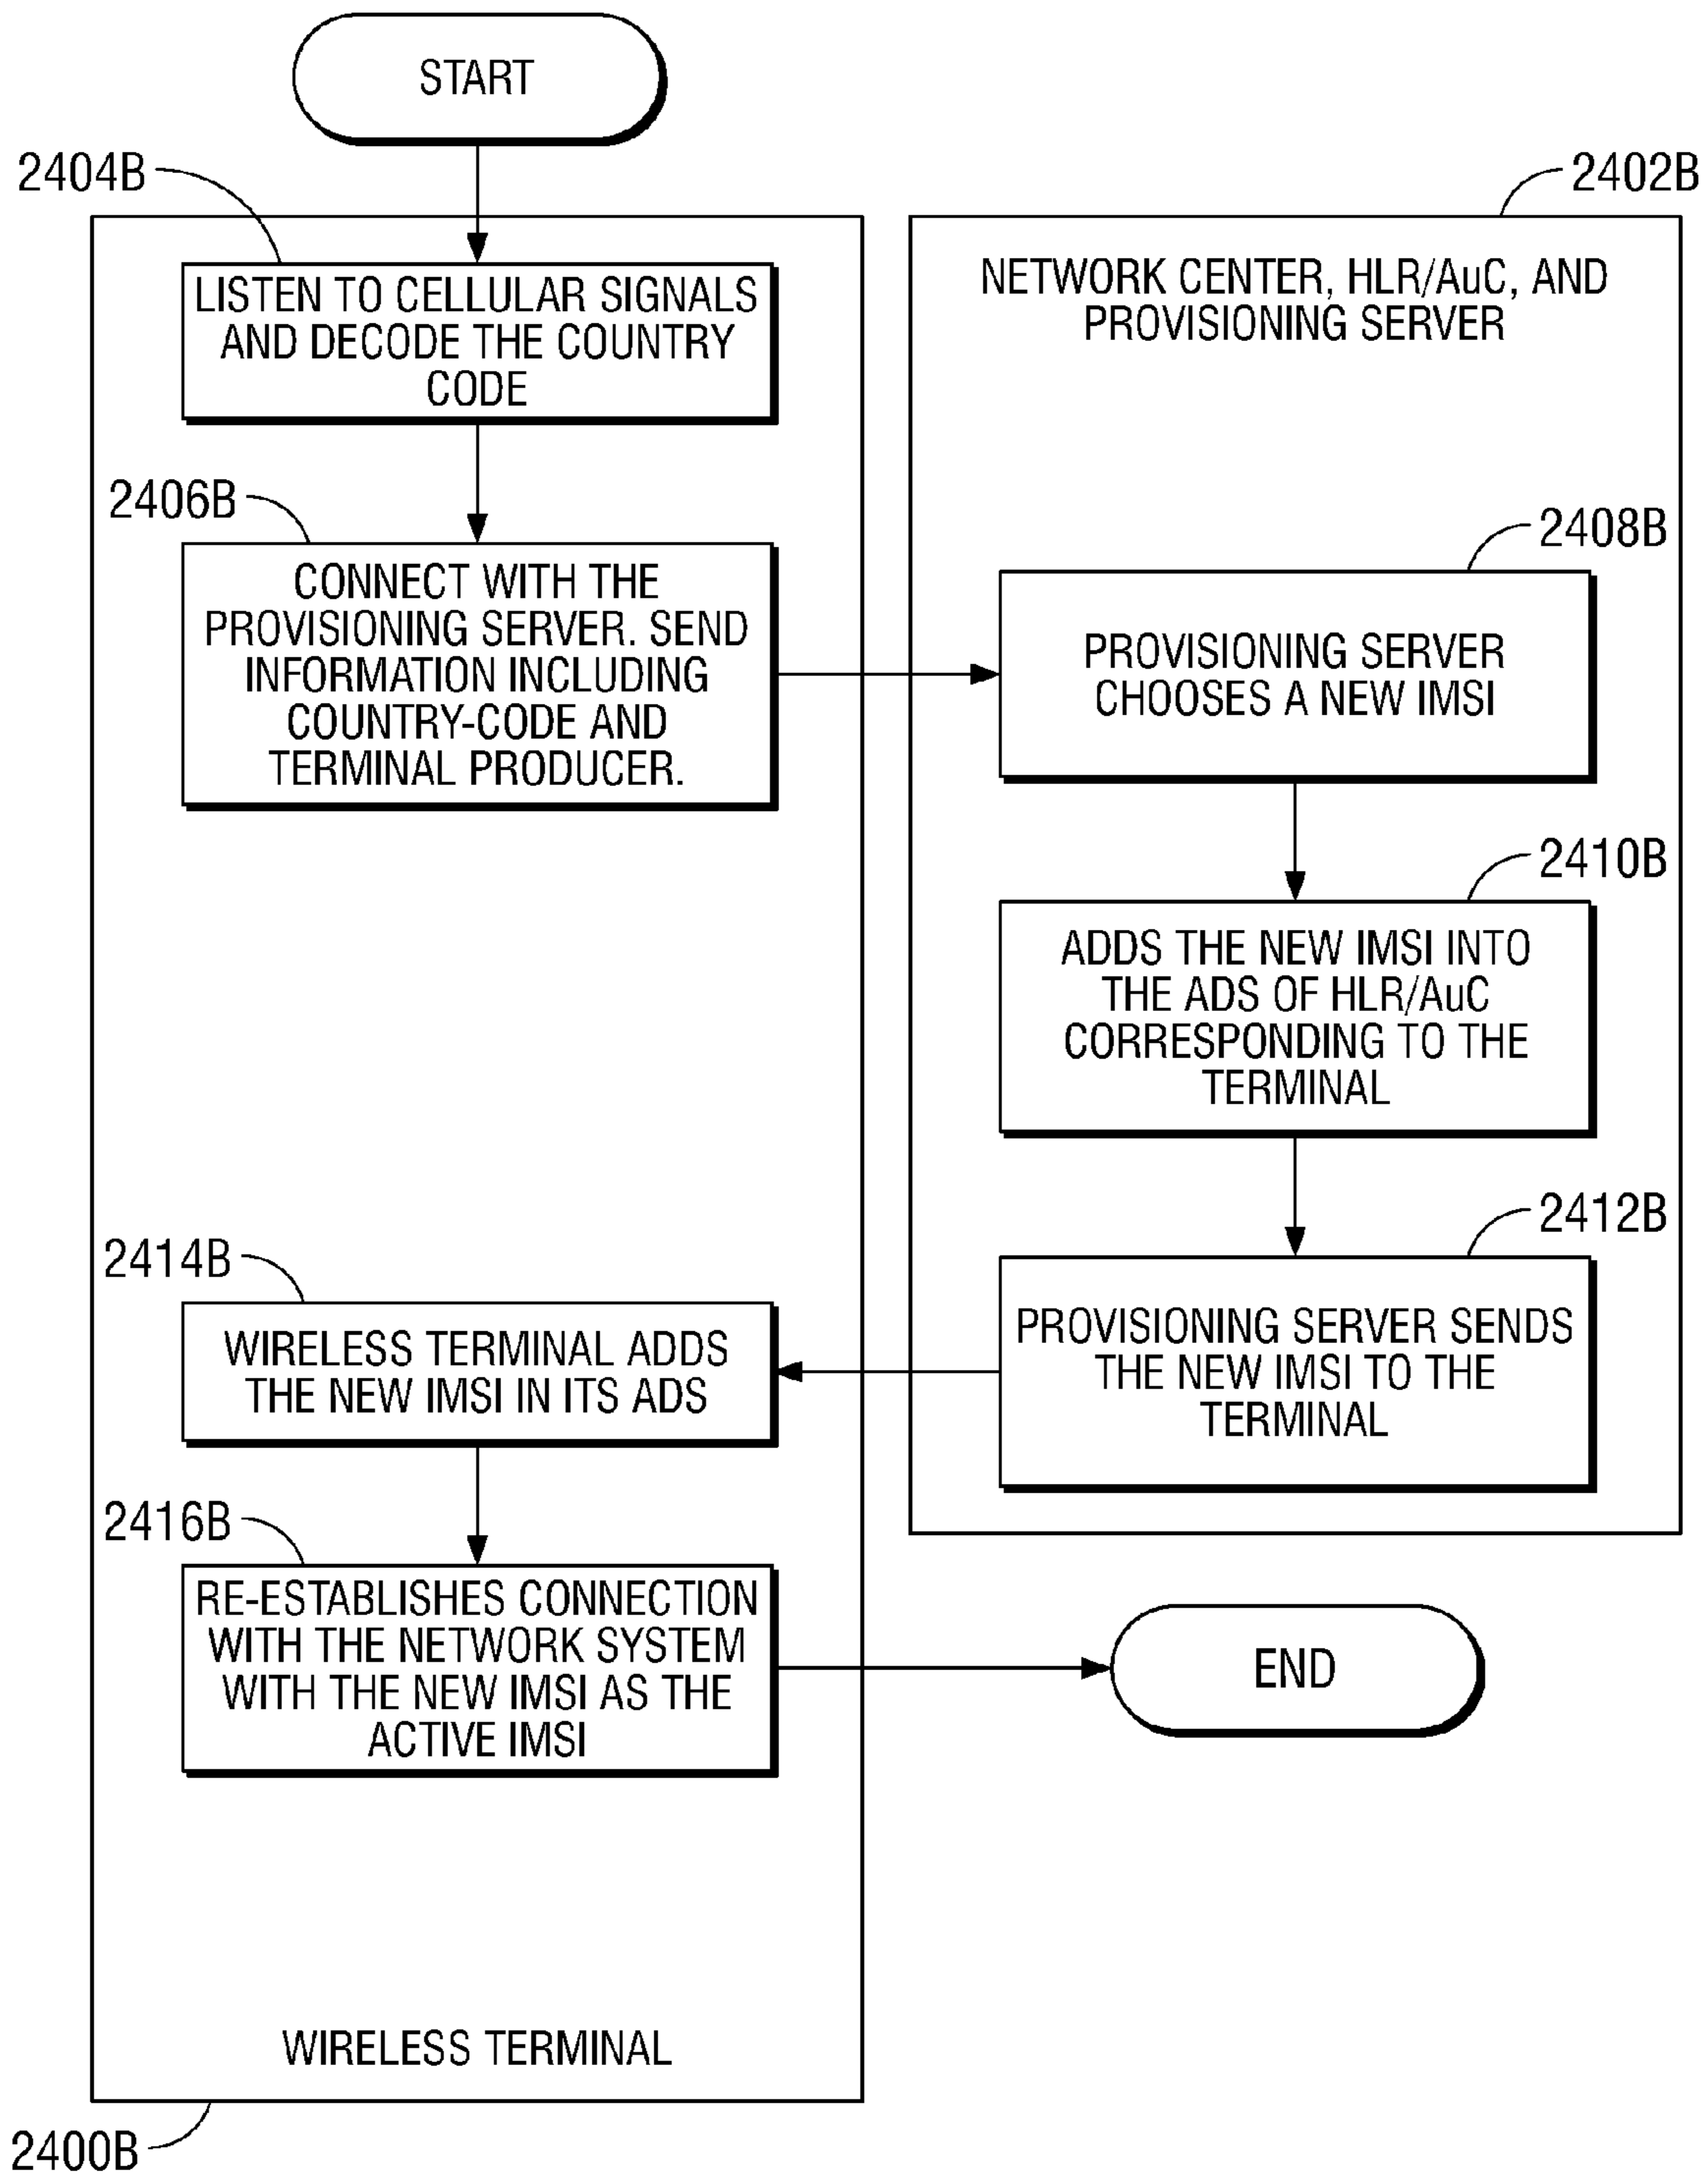 START
2404B
2402B
LISTEN TO CELLULAR SIGNALS
AND DECODE THE COUNTRY
CODE
NETWORK CENTER, HLR/AuC, AND
PROVISIONING SERVER
2406B
CONNECT WITH THE
PROVISIONING SERVER. SEND
INFORMATION INCLUDING
COUNTRY-CODE AND
TERMINAL PRODUCER.
2408B
PROVISIONING SERVER
CHOOSES A NEW IMSI
2410B
ADDS THE NEW IMSI INTO
THE ADS OF HLR/AuC
CORRESPONDING TO THE
TERMINAL
2412B
PROVISIONING SERVER SENDS
THE NEW IMSI TO THE
TERMINAL
2414B
WIRELESS TERMINAL ADDS
THE NEW IMSI IN ITS ADS
2416B
RE-ESTABLISHES CONNECTION
WITH THE NETWORK SYSTEM
WITH THE NEW IMSI AS THE
ACTIVE IMSI
END
WIRELESS TERMINAL
2400B